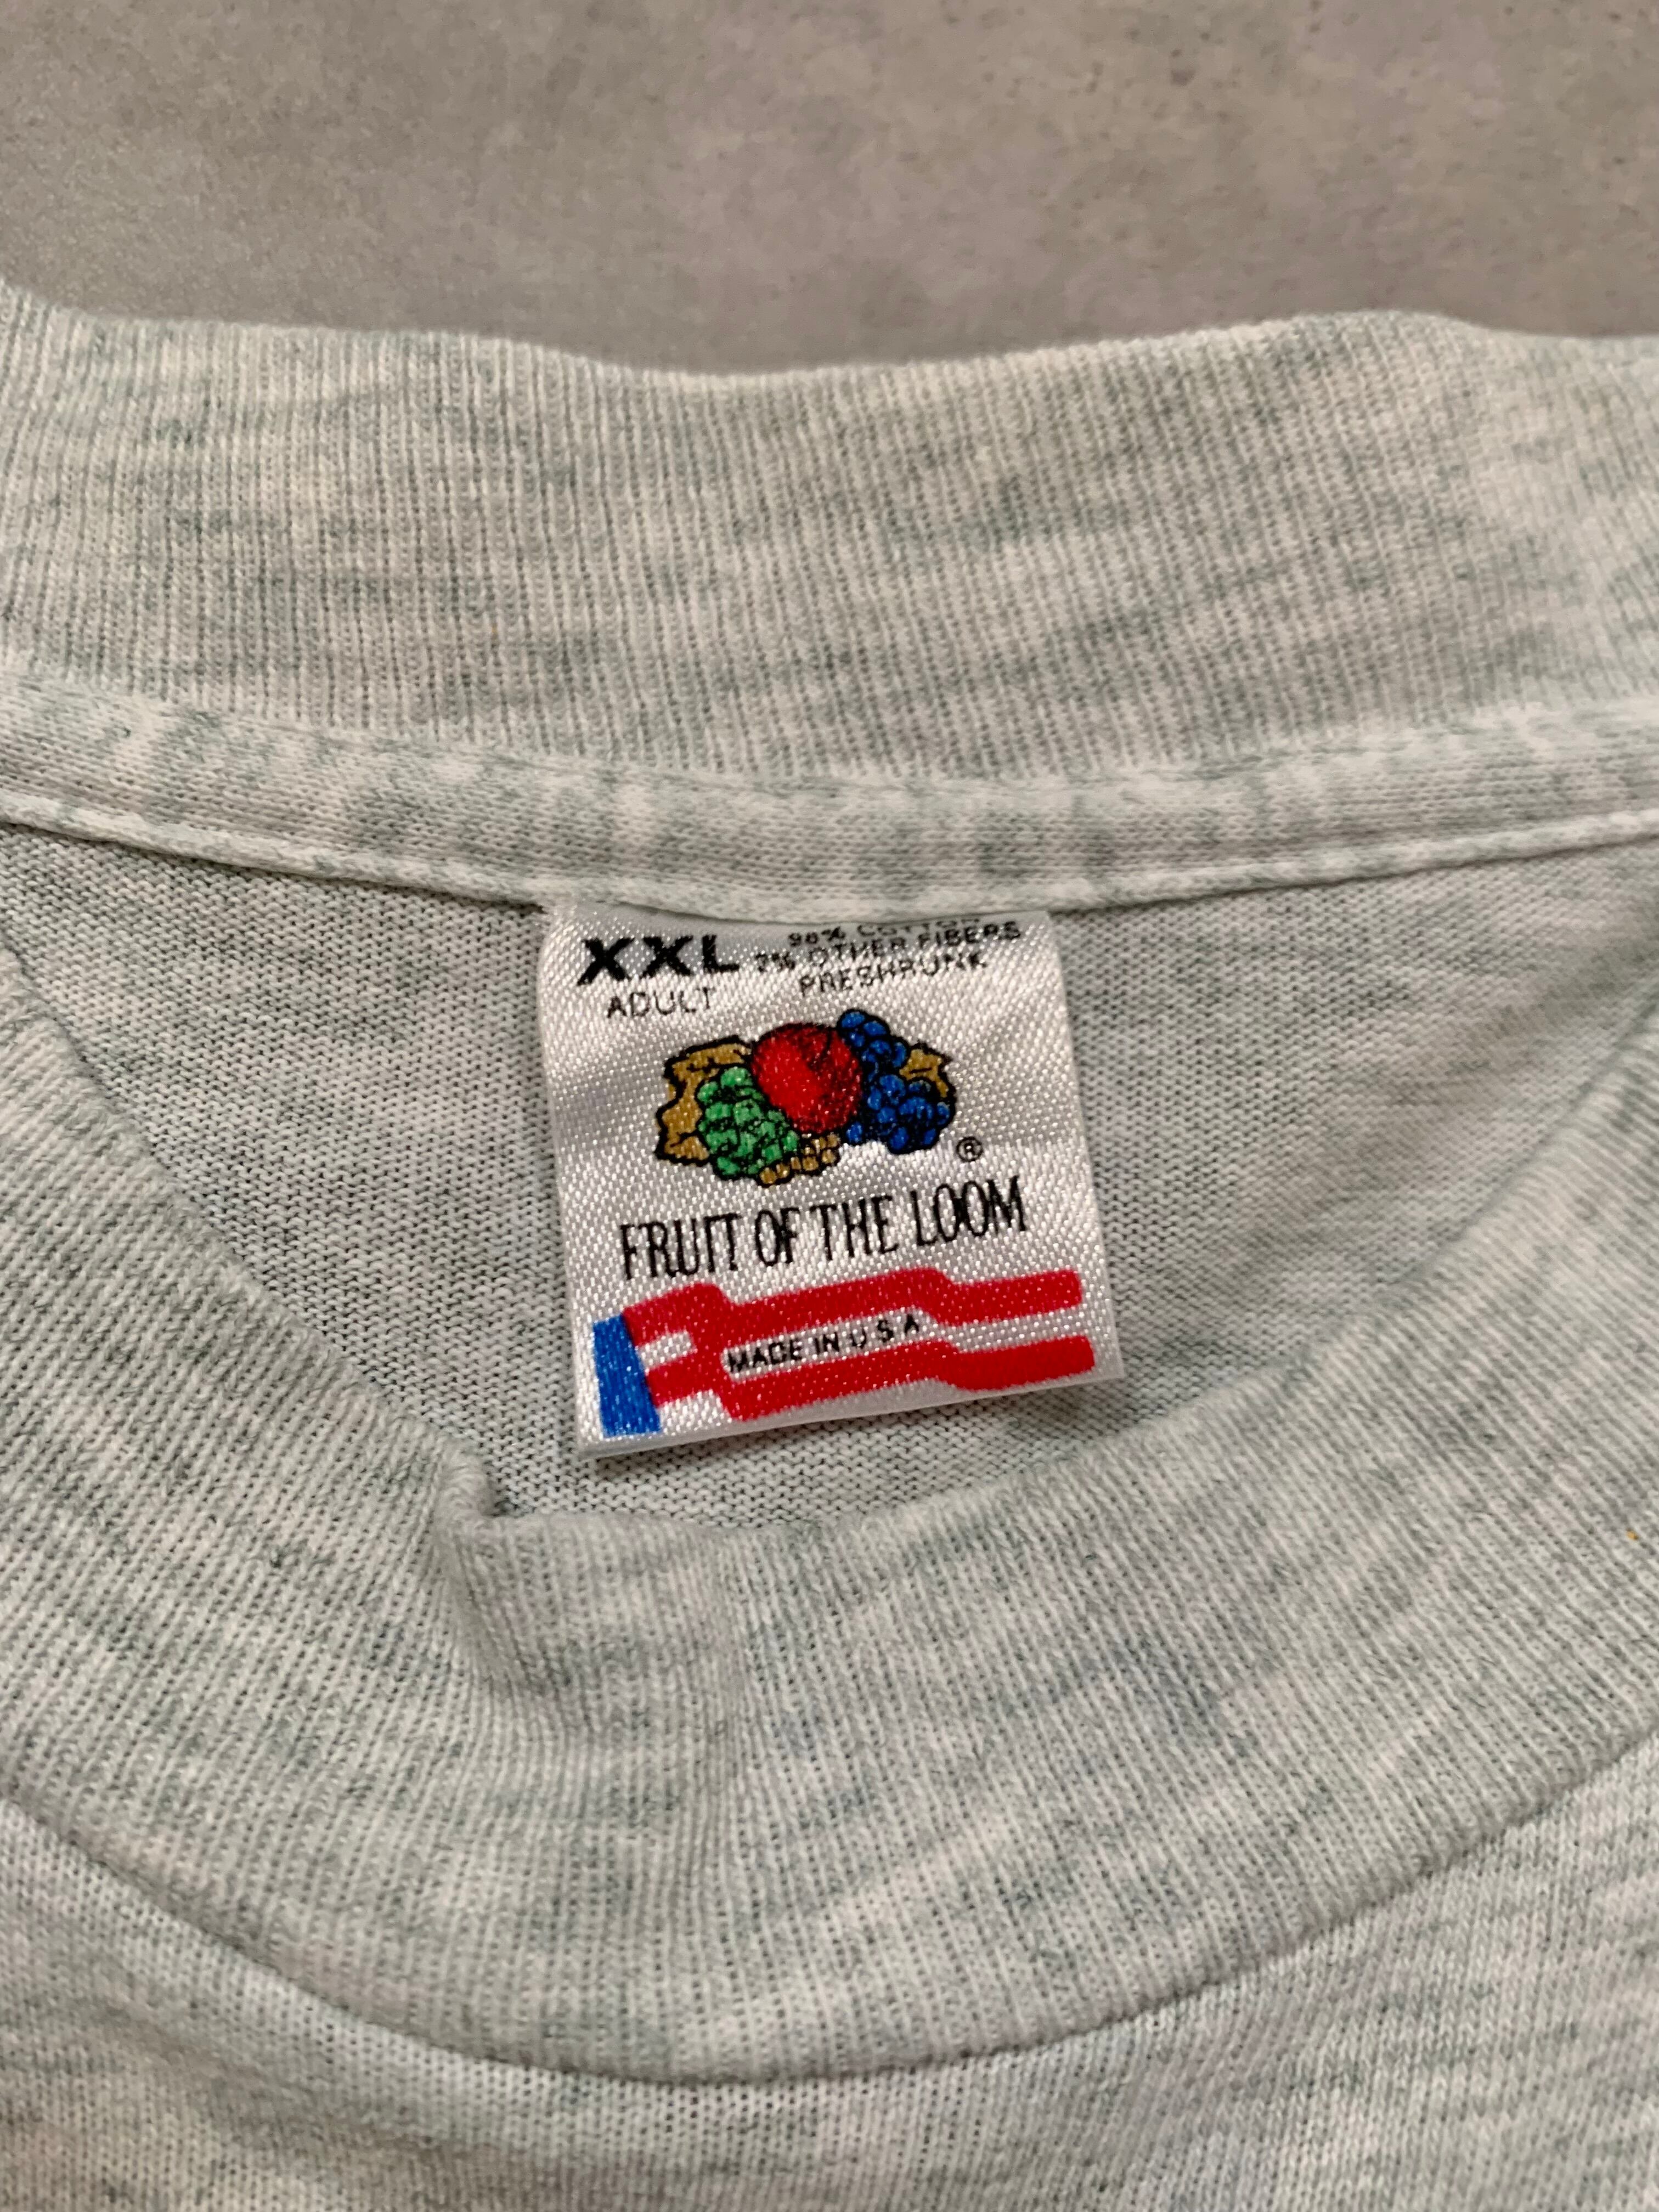 XXL
ADULT
98% COTTON
2% OTHER FIBERS
PRESHRUNK
®
FRUIT OF THE LOOM
MADE IN U S A